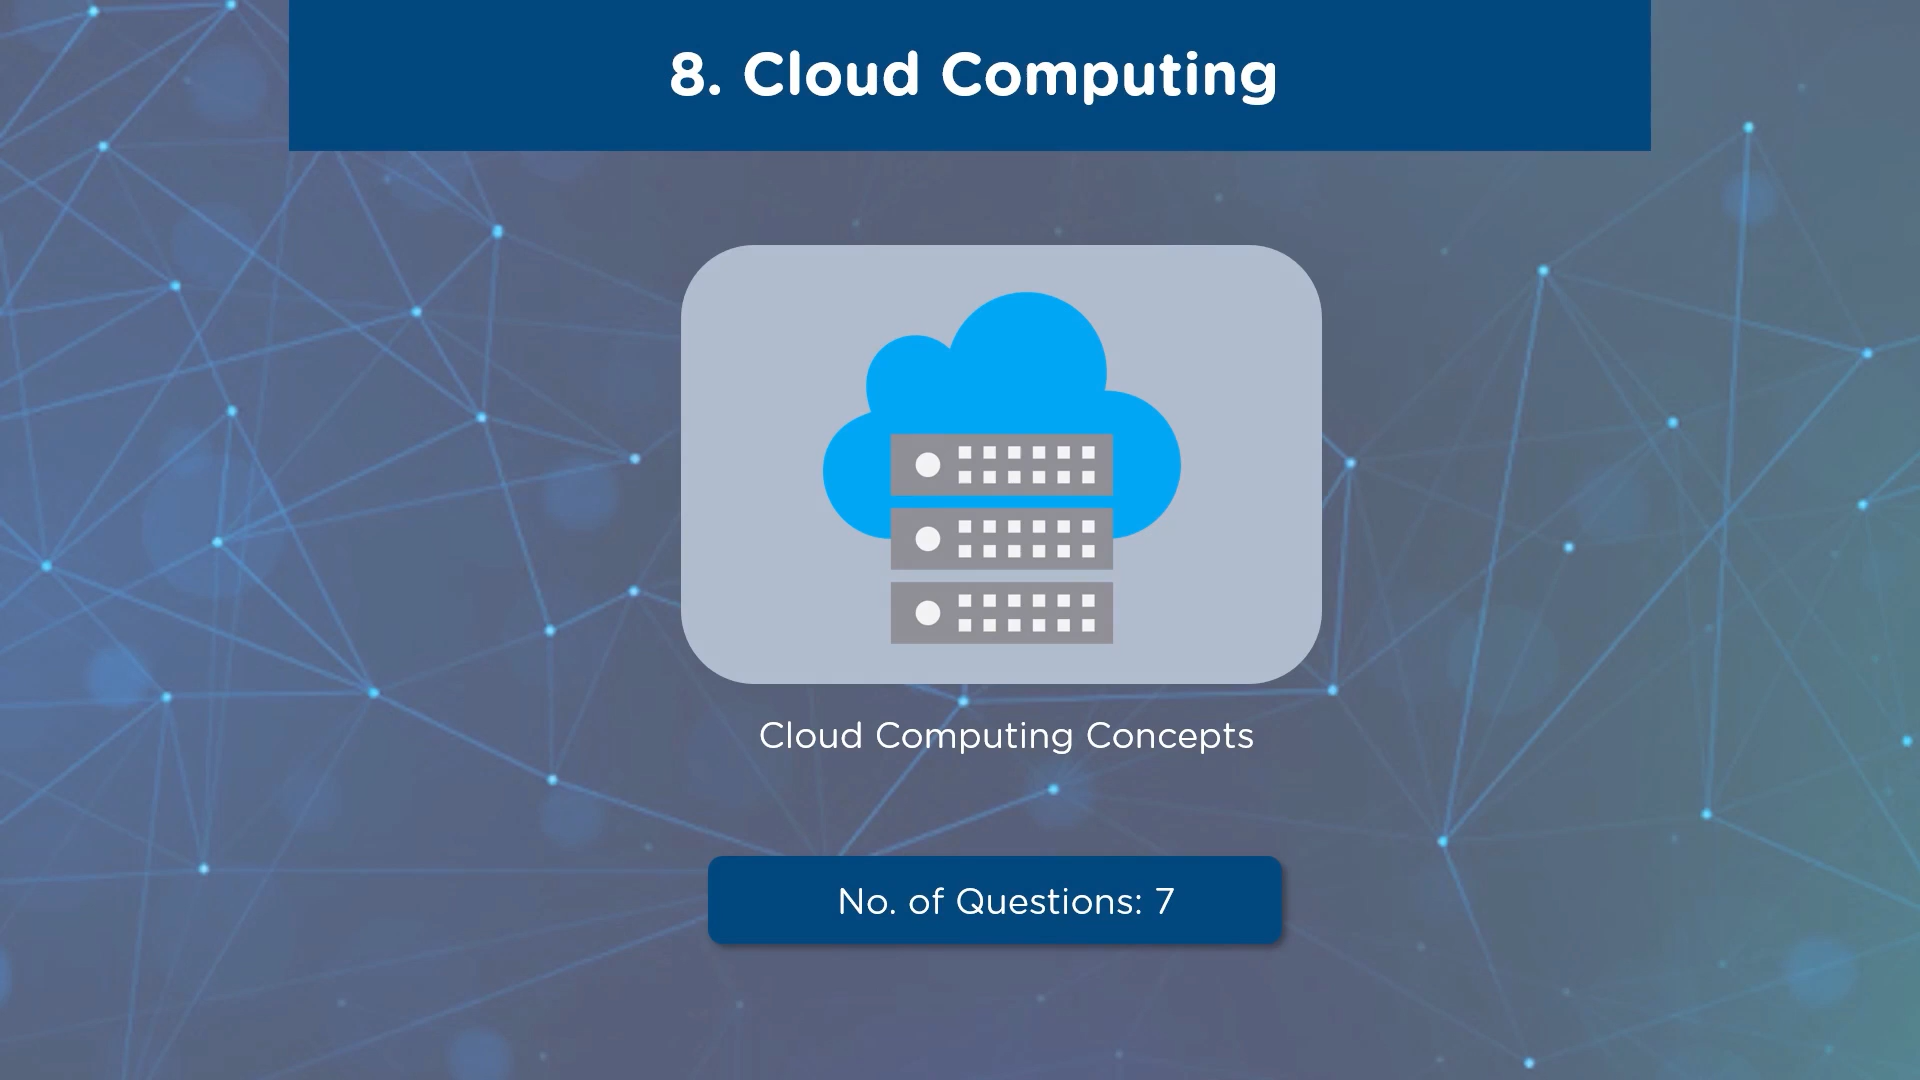 8. Cloud Computing
Cloud Computing Concepts
No. of Questions: 7